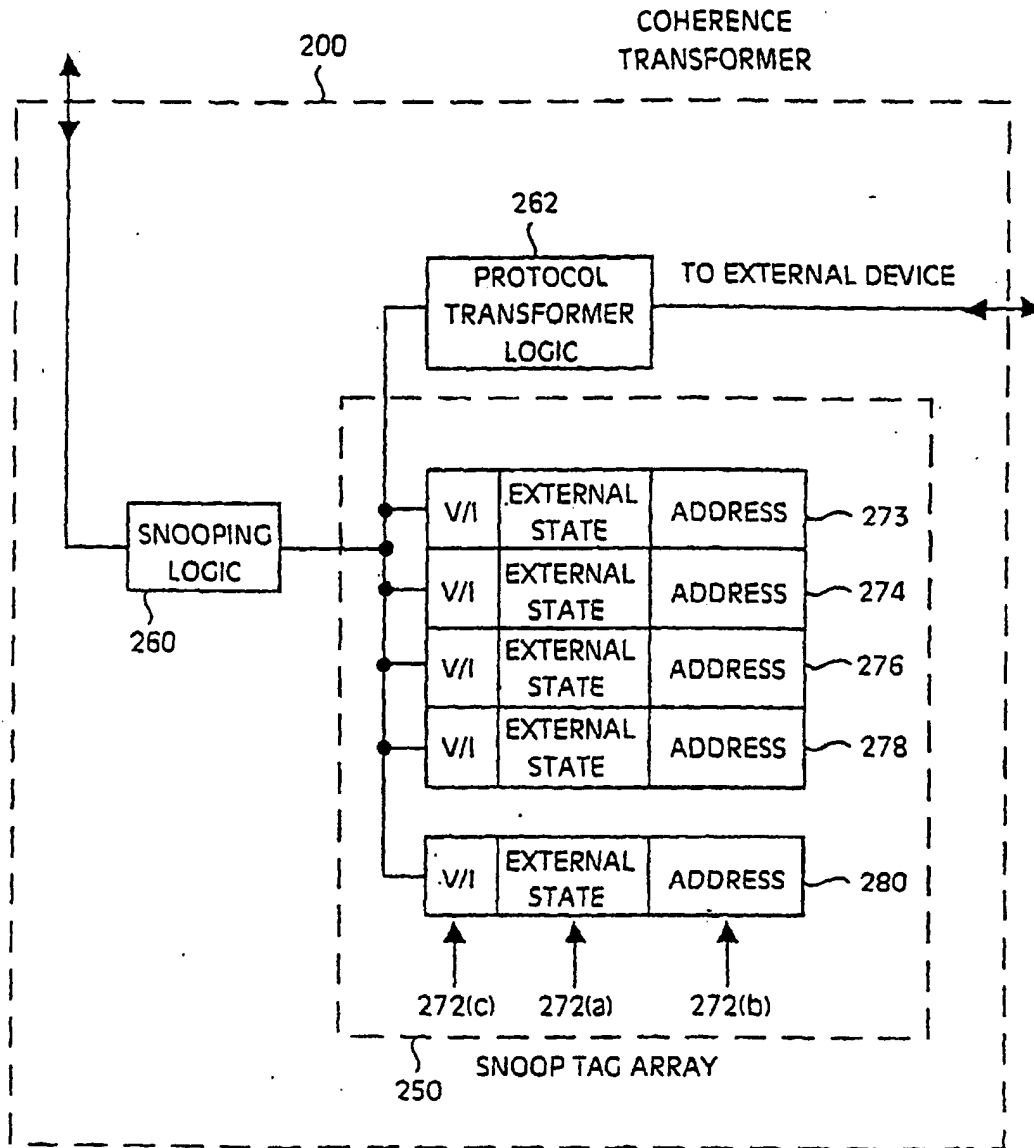 COHERENCE
TRANSFORMER
200
262
PROTOCOL
TRANSFORMER
LOGIC
TO EXTERNAL DEVICE
SNOOPING
LOGIC
260
V/I
EXTERNAL
STATE
ADDRESS
273
V/I
EXTERNAL
STATE
ADDRESS
274
V/I
EXTERNAL
STATE
ADDRESS
276
V/I
EXTERNAL
STATE
ADDRESS
278
V/I
EXTERNAL
STATE
ADDRESS
280
272(c)
272(a)
272(b)
250
SNOOP TAG ARRAY